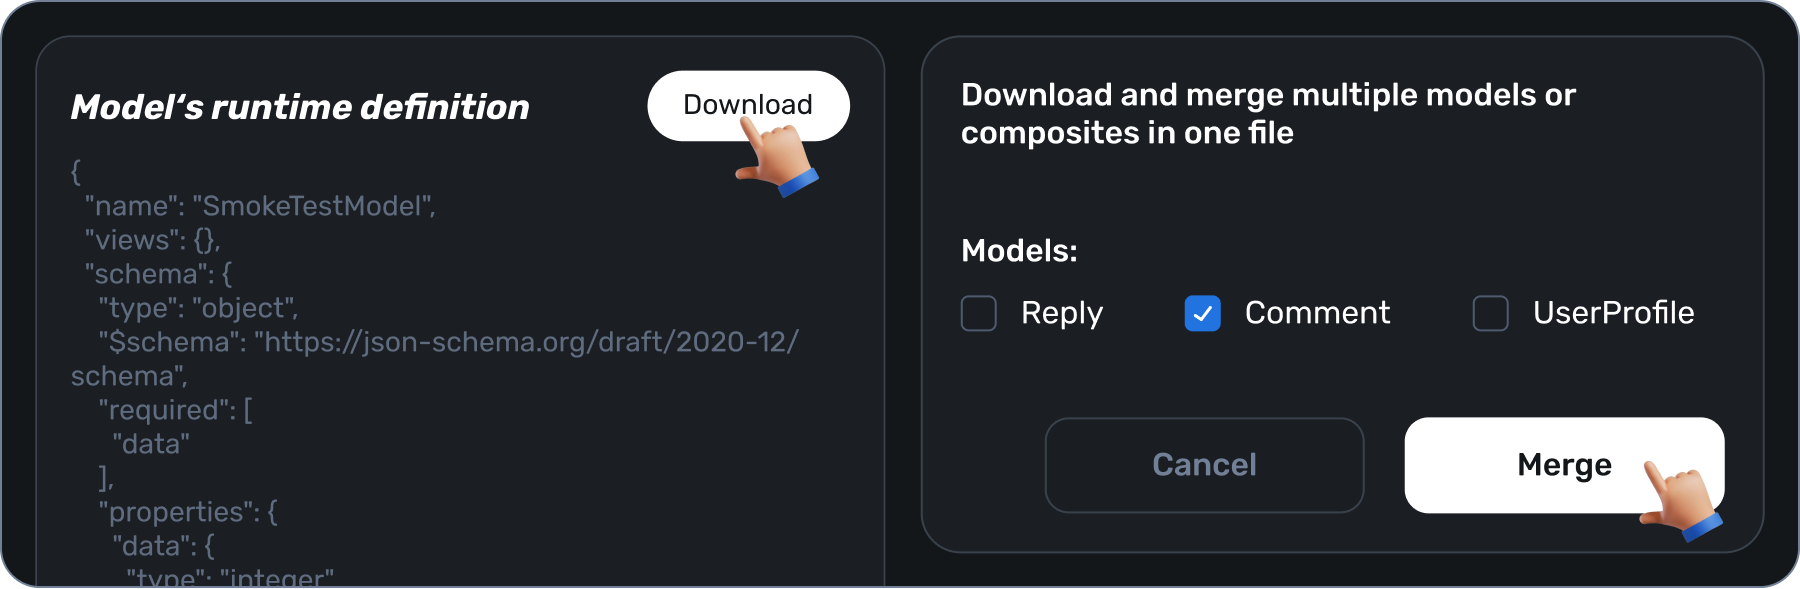 Model‘s runtime definition
Download
{
"name": "SmokeTestModel",
"views": {},
"schema": {
"type": "object",
"$schema": "https://json-schema.org/draft/2020-12/
schema",
"required": [
"data"
],
"properties": {
"data": {
"type": "integer"
Download and merge multiple models or
composites in one file
Models:
Reply
Comment
UserProfile
Cancel
Merge